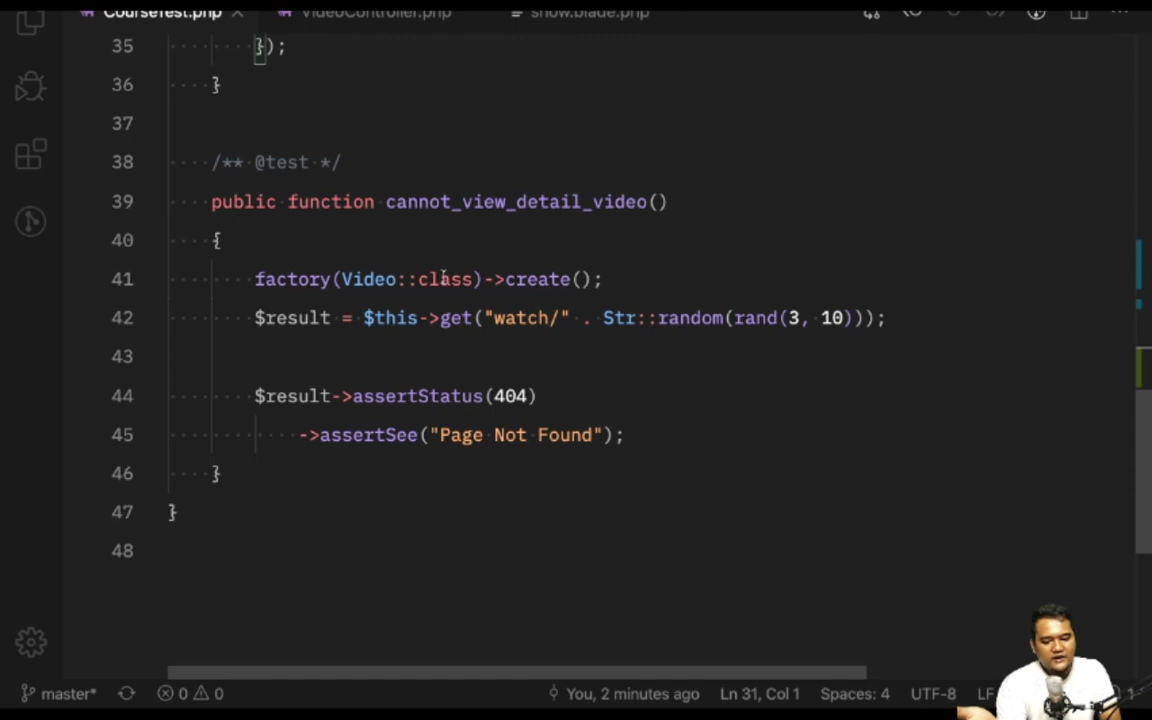 CourseTest.php VideoController.php show.blade.php
35 });
36 }
37
38 /** @test */
39 public function cannot_view_detail_video()
40 {
41 factory(Video::class)->create();
42 $result = $this->get("watch/" . Str::random(rand(3, 10)));
43
44 $result->assertStatus(404)
45 ->assertSee("Page Not Found");
46 }
47 }
48
master* 0 0 You, 2 minutes ago Ln 31, Col 1 Spaces: 4 UTF-8 LF